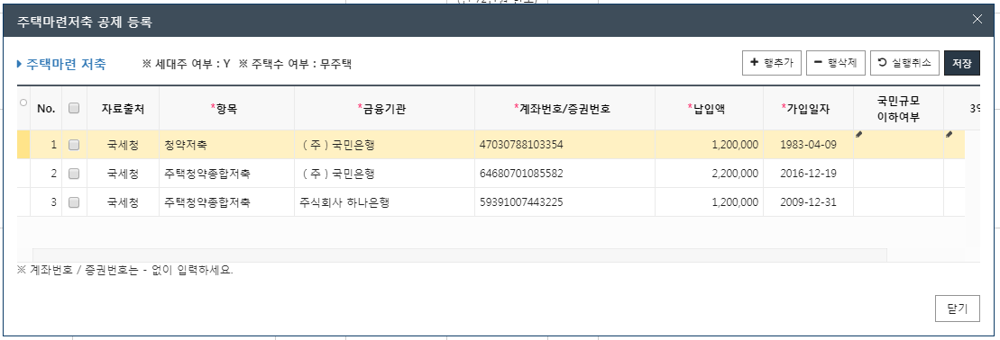 주택마련저축 공제 등록
주택마련 저축 ※ 세대주 여부 : Y ※ 주택수 여부 : 무주택 행추가 행삭제 실행취소 저장
No. 자료출처 *항목 *금융기관 *계좌번호/증권번호 *납입액 *가입일자 국민규모
이하여부
1 국세청 청약저축 ( 주 ) 국민은행 47030788103354 1,200,000 1983-04-09
2 국세청 주택청약종합저축 ( 주 ) 국민은행 64680701085582 2,200,000 2016-12-19
3 국세청 주택청약종합저축 주식회사 하나은행 59391007443225 1,200,000 2009-12-31
※ 계좌번호 / 증권번호는 - 없이 입력하세요.
닫기